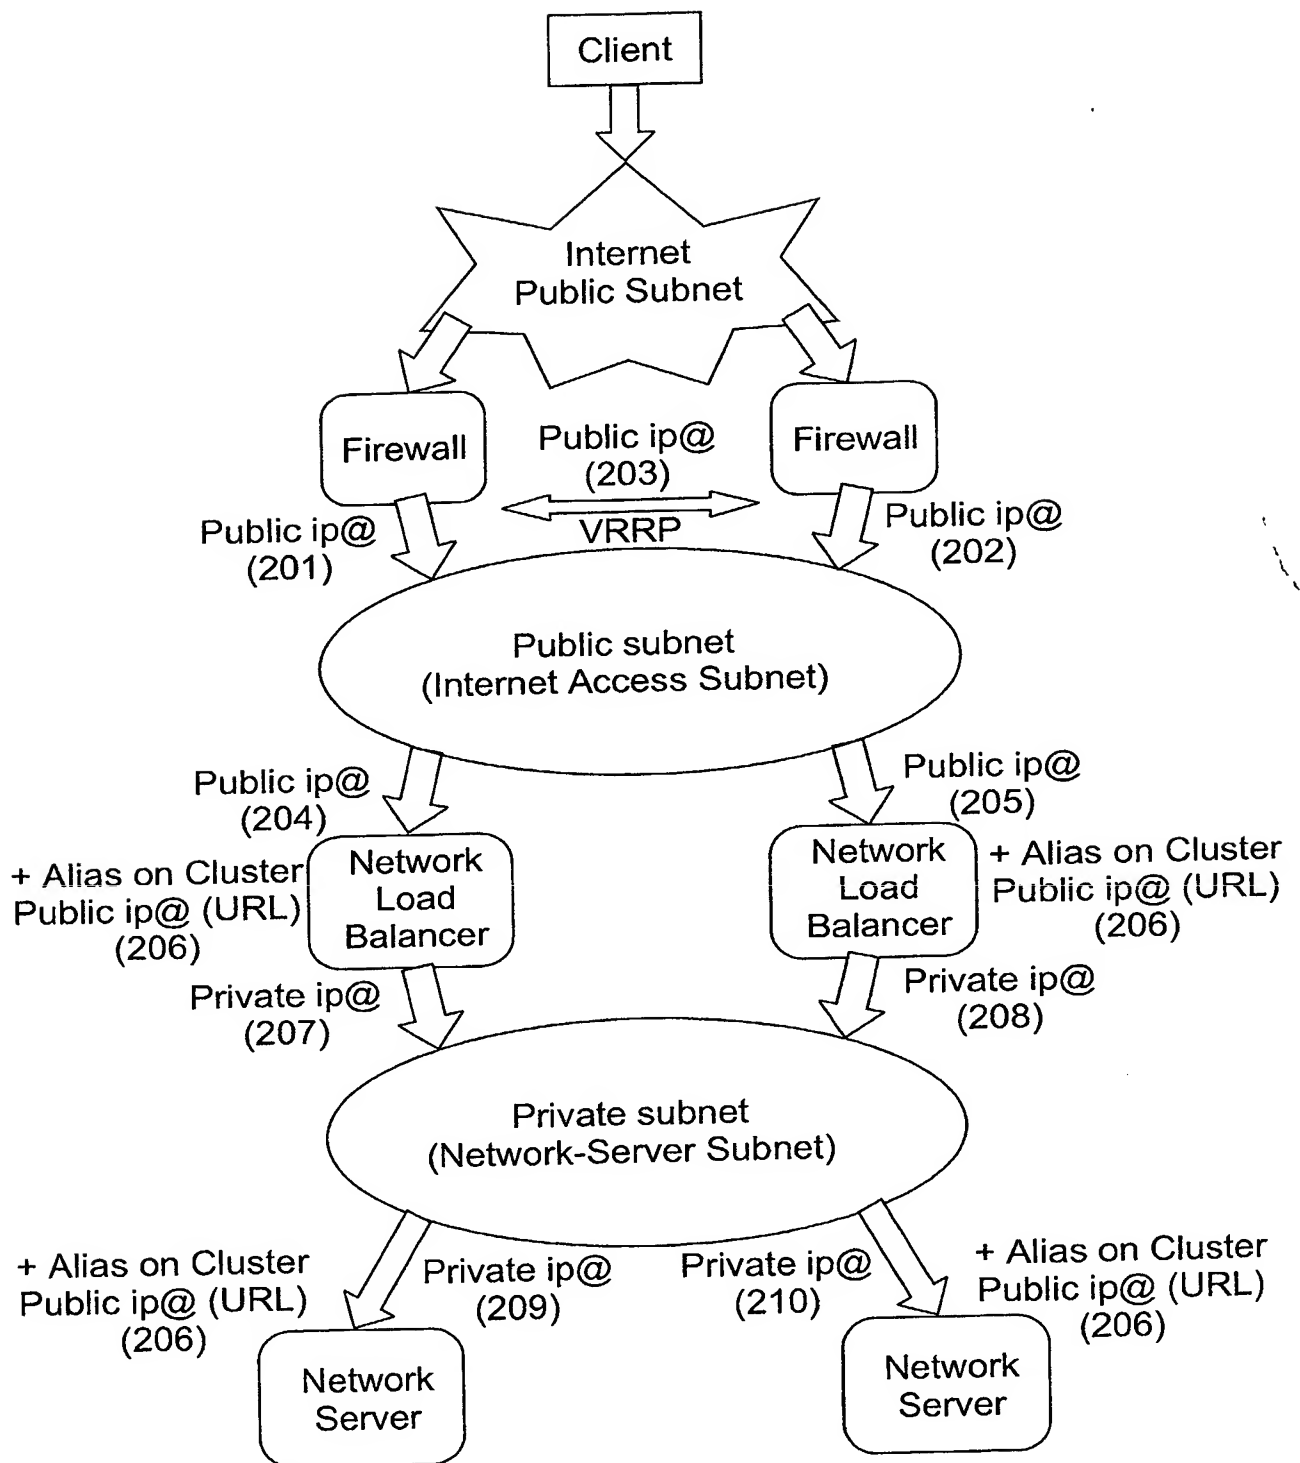 Client
Internet
Public Subnet
Firewall
Public ip@
(203)
VRRP
Firewall
Public ip@
(201)
Public ip@
(202)
Public subnet
(Internet Access Subnet)
Public ip@
(204)
Public ip@
(205)
+ Alias on Cluster
Public ip@ (URL)
(206)
Network
Load
Balancer
Network
Load
Balancer
+ Alias on Cluster
Public ip@ (URL)
(206)
Private ip@
(207)
Private ip@
(208)
Private subnet
(Network-Server Subnet)
+ Alias on Cluster
Public ip@ (URL)
(206)
Private ip@
(209)
Private ip@
(210)
+ Alias on Cluster
Public ip@ (URL)
(206)
Network
Server
Network
Server